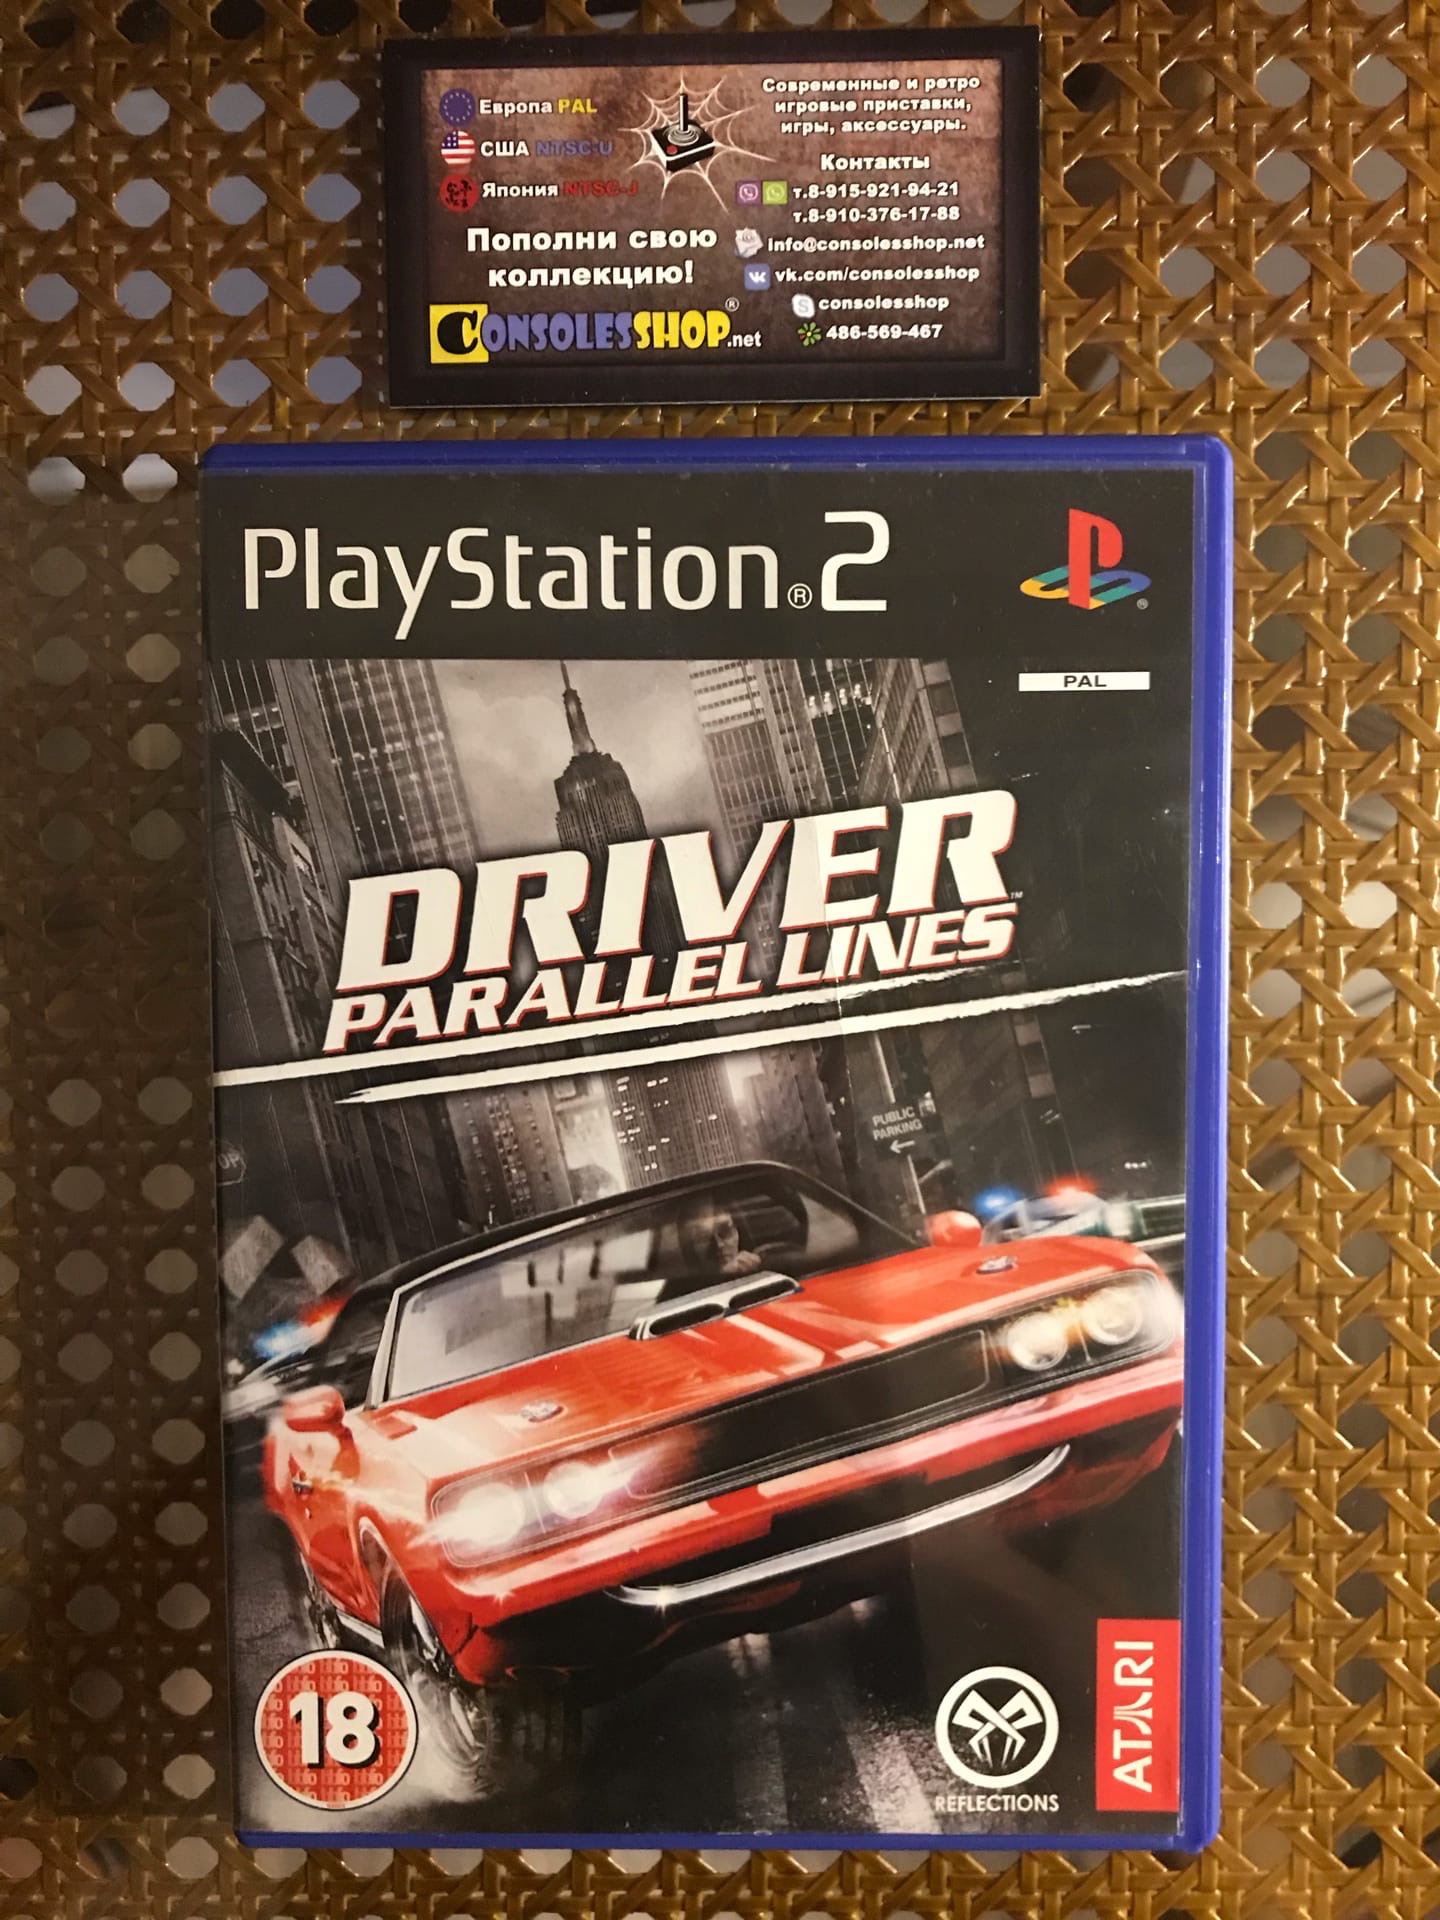 Европа PAL
США NTSC-U
Япония NTSC-J
Пополни свою
коллекцию!
CONSOLESSHOP.net
®
Современные и ретро
игровые приставки,
игры, аксессуары.
Контакты
т.8-915-921-94-21
т.8-910-376-17-88
info@consolesshop.net
vk.com/consolesshop
consolesshop
486-569-467
PlayStation®2
®
PAL
DRIVER
PARALLEL LINES™
PUBLIC
PARKING
18
REFLECTIONS
ATARI